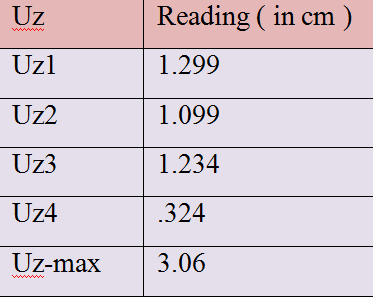 Uz Reading ( in cm )
Uz1 1.299
Uz2 1.099
Uz3 1.234
Uz4 .324
Uz-max 3.06